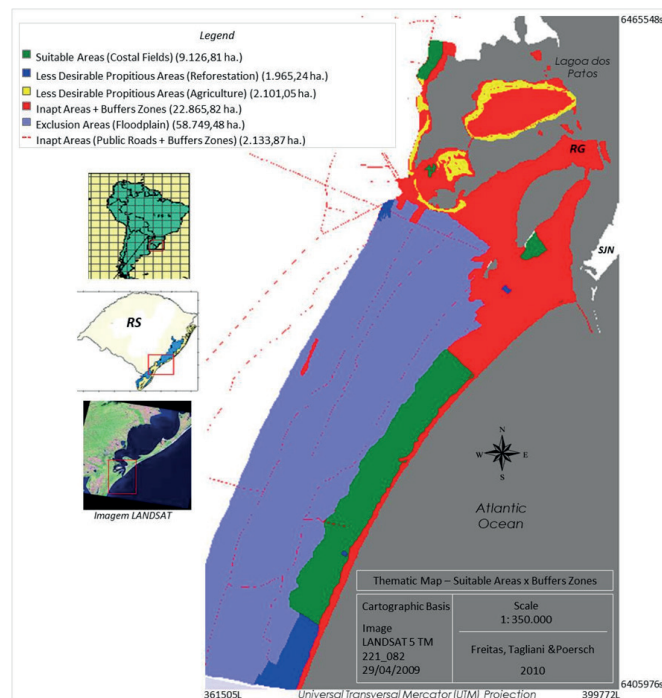 Legend
Suitable Areas (Costal Fields) (9.126,81 ha.)
Less Desirable Propitious Areas (Reforestation) (1.965,24 ha.)
Less Desirable Propitious Areas (Agriculture) (2.101,05 ha.)
Inapt Areas + Buffers Zones (22.865,82 ha.)
Exclusion Areas (Floodplain) (58.749,48 ha.)
Inapt Areas (Public Roads + Buffers Zones) (2.133,87 ha.)
6465548s
Lagoa dos
Patos
RG
SJN
RS
Imagem LANDSAT
N
W E
S
Atlantic
Ocean
Thematic Map – Suitable Areas x Buffers Zones
Cartographic Basis
Image
LANDSAT 5 TM
221_082
29/04/2009
Scale
1: 350.000
Freitas, Tagliani &Poersch
2010
6405976s
361505L
Universal Transversal Mercator (UTM) Projection
399772L